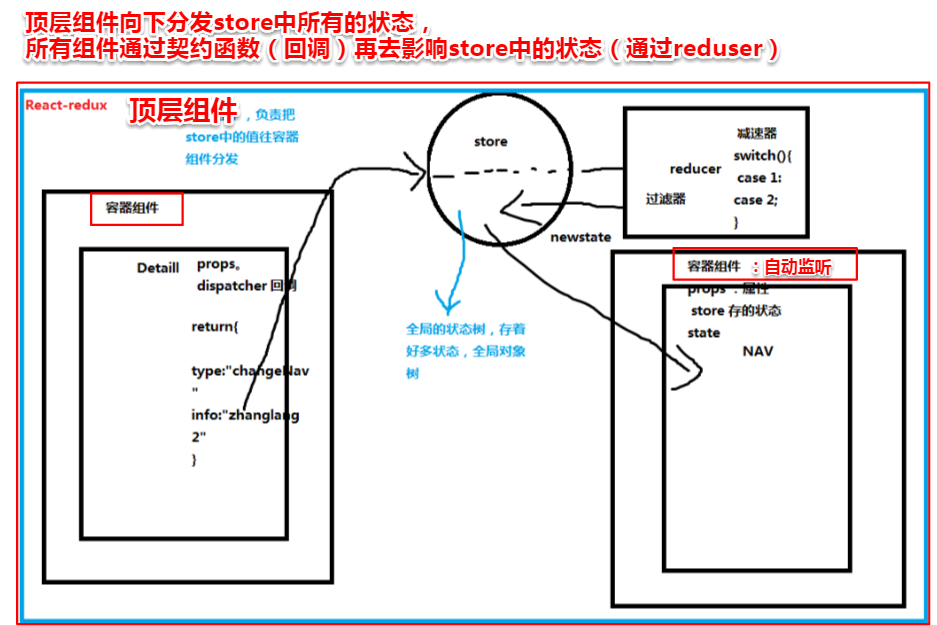 顶层组件向下分发store中所有的状态，
所有组件通过契约函数（回调）再去影响store中的状态（通过reduser）
React-redux
顶层组件
，负责把
store中的值往容器
组件分发
store
减速器
switch(){
reducer
case 1:
过滤器
case 2;
}
newstate
容器组件
Detaill
props。
dispatcher 回调
return{
type:"changeNav
"
info:"zhanglang
2"
}
全局的状态树，存着
好多状态，全局对象
树
容器组件
：自动监听
props ：属性
store 存的状态
state
NAV